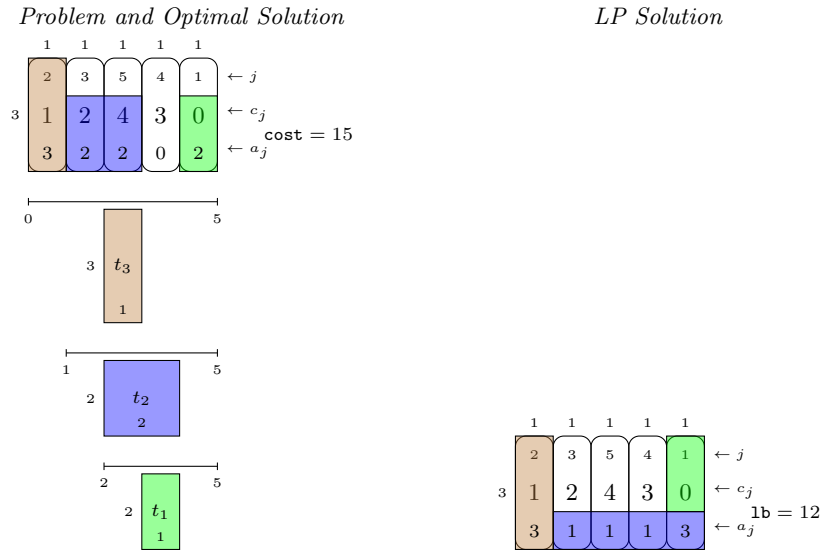 Problem and Optimal Solution
1 1 1 1 1
2 3 5 4 1 ← j
3 1 2 4 3 0 ← c_j
cost = 15
3 2 2 0 2 ← a_j
0 5
3 t_3
1
1 5
2 t_2
2
2 5
2 t_1
1
LP Solution
1 1 1 1 1
2 3 5 4 1 ← j
3 1 2 4 3 0 ← c_j
lb = 12
3 1 1 1 3 ← a_j